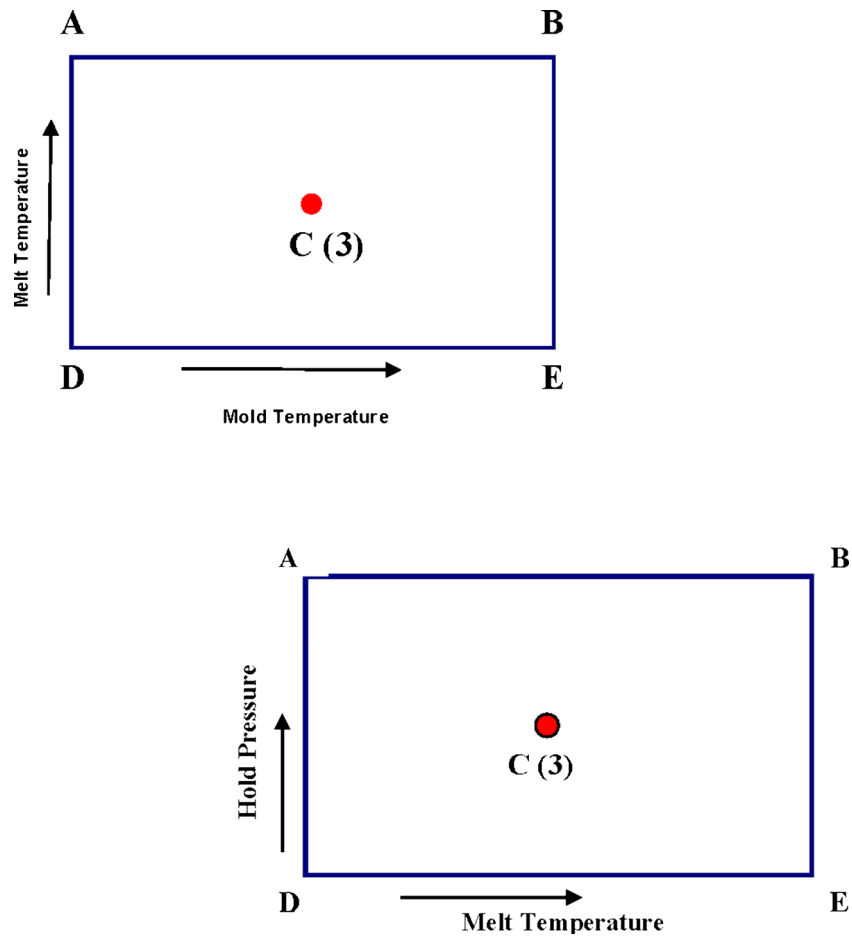 A
B
Melt Temperature
C (3)
D
E
Mold Temperature
A
B
Hold Pressure
C (3)
D
E
Melt Temperature